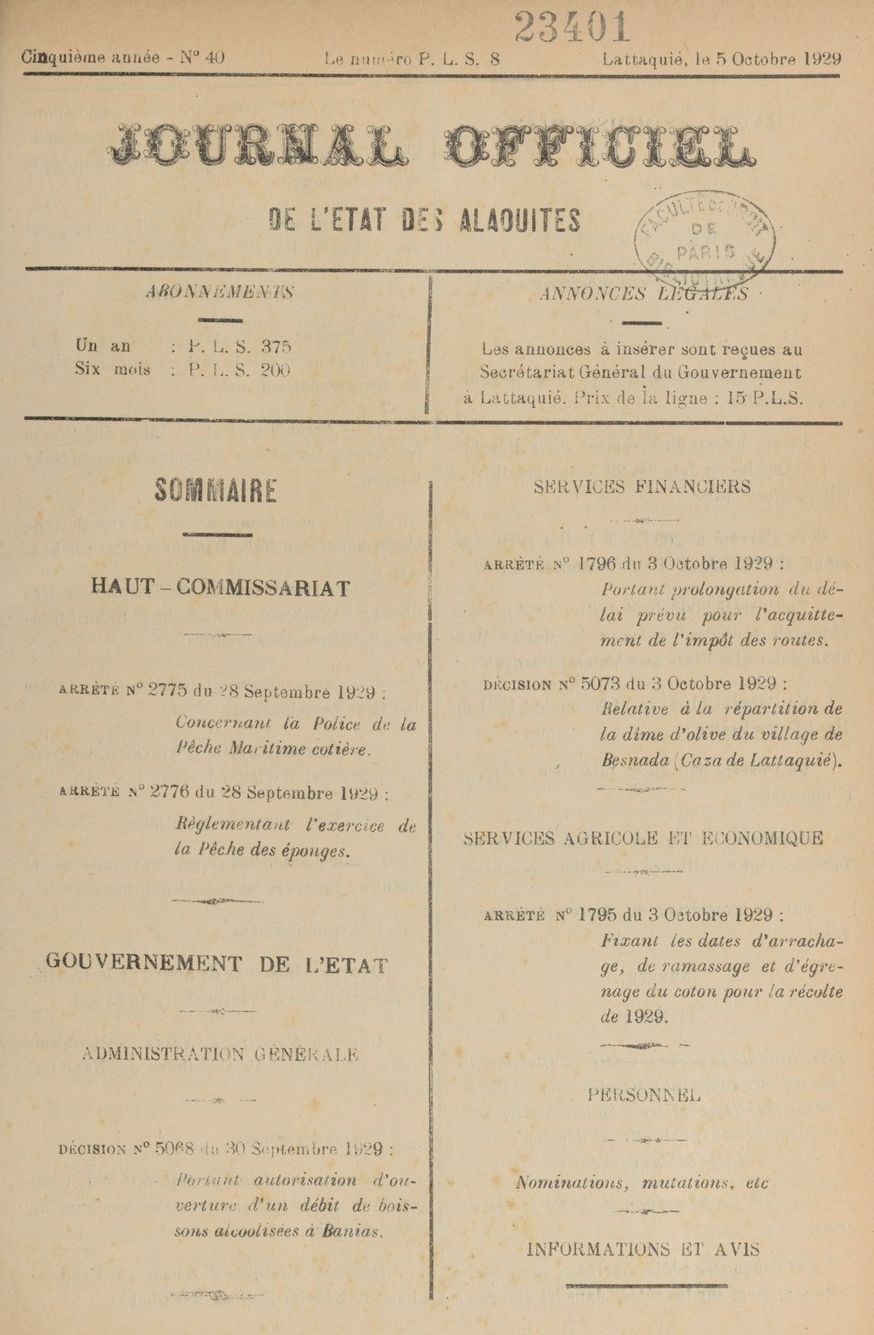 23401
Cinquième année - N° 40
Le numéro P. L. S. 8
Lattaquié, le 5 Octobre 1929
JOURNAL OFFICIEL
DE L'ETAT DES ALAOUITES
FACULTÉ DE DROIT
DE
PARIS
BIBLIOTHEQUE
ABONNEMENTS
Un an : P. L. S. 375
Six mois : P. L. S. 200
ANNONCES LEGALES
Les annonces à insérer sont reçues au
Secrétariat Général du Gouvernement
à Lattaquié. Prix de la ligne : 15 P.L.S.
SOMMAIRE
HAUT-COMMISSARIAT
ARRÊTÉ N° 2775 du 28 Septembre 1929 :
Concernant la Police de la
Pêche Maritime cotière.
ARRÊTÉ N° 2776 du 28 Septembre 1929 :
Règlementant l'exercice de
la Pêche des éponges.
GOUVERNEMENT DE L'ETAT
ADMINISTRATION GÉNÉRALE
DÉCISION N° 5068 du 30 Septembre 1929 :
Portant autorisation d'ou-
verture d'un débit de bois-
sons alcoolisées à Banias.
SERVICES FINANCIERS
ARRÊTÉ N° 1796 du 3 Octobre 1929 :
Portant prolongation du dé-
lai prévu pour l'acquitte-
ment de l'impôt des routes.
DÉCISION N° 5073 du 3 Octobre 1929 :
Relative à la répartition de
la dîme d'olive du village de
Besnada (Caza de Lattaquié).
SERVICES AGRICOLE ET ECONOMIQUE
ARRÊTÉ N° 1795 du 3 Octobre 1929 :
Fixant les dates d'arracha-
ge, de ramassage et d'égre-
nage du coton pour la récolte
de 1929.
PERSONNEL
Nominations, mutations, etc
INFORMATIONS ET AVIS